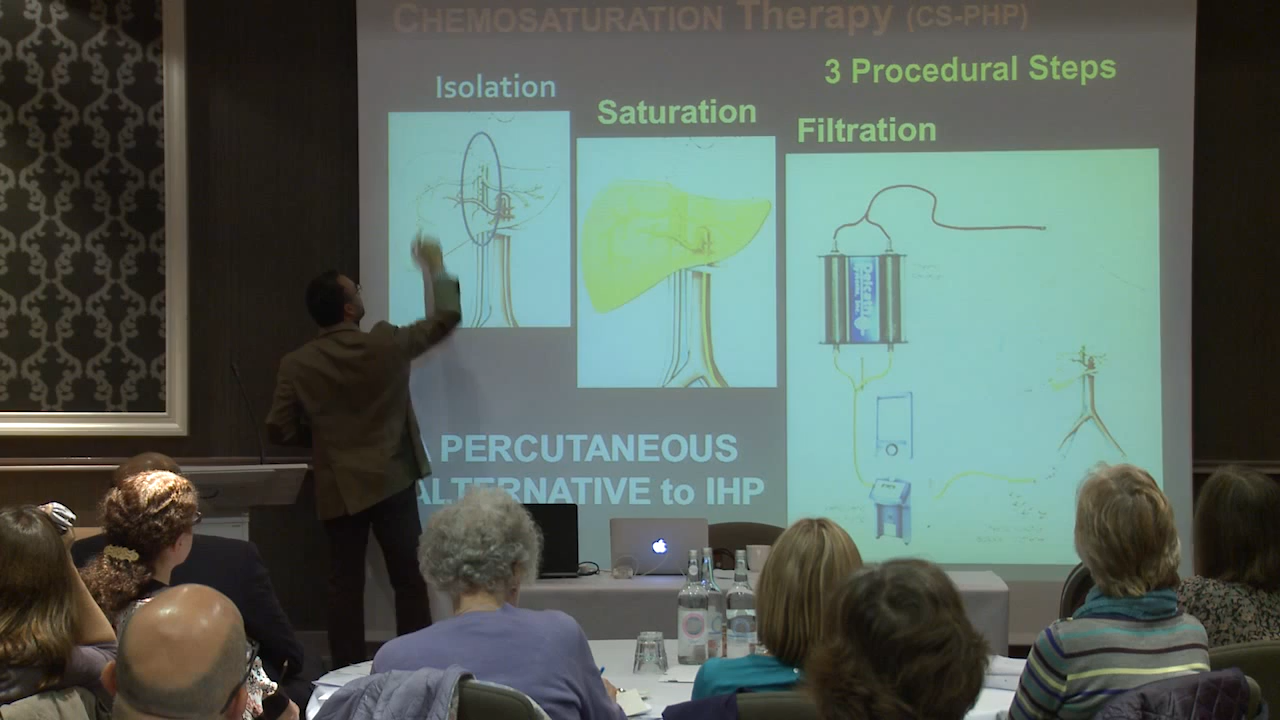 CHEMOSATURATION Therapy (CS-PHP)
3 Procedural Steps
Isolation
Saturation
Filtration
PERCUTANEOUS
ALTERNATIVE to IHP